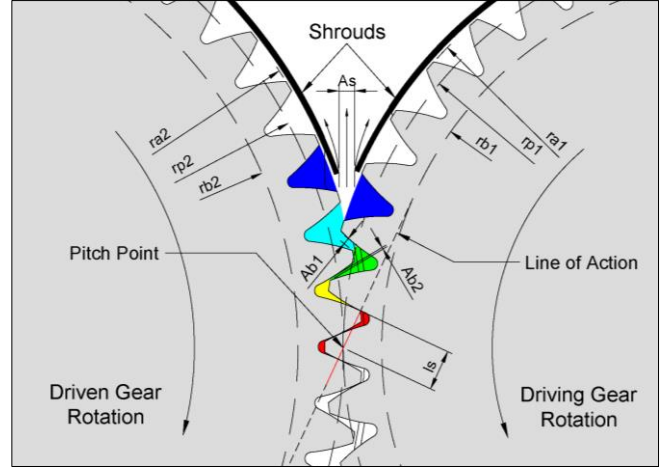 Shrouds
As
ra2
rp2
rb2
rb1
rp1
ra1
Pitch Point
Ab1
Ab2
Line of Action
ls
Driven Gear
Rotation
Driving Gear
Rotation